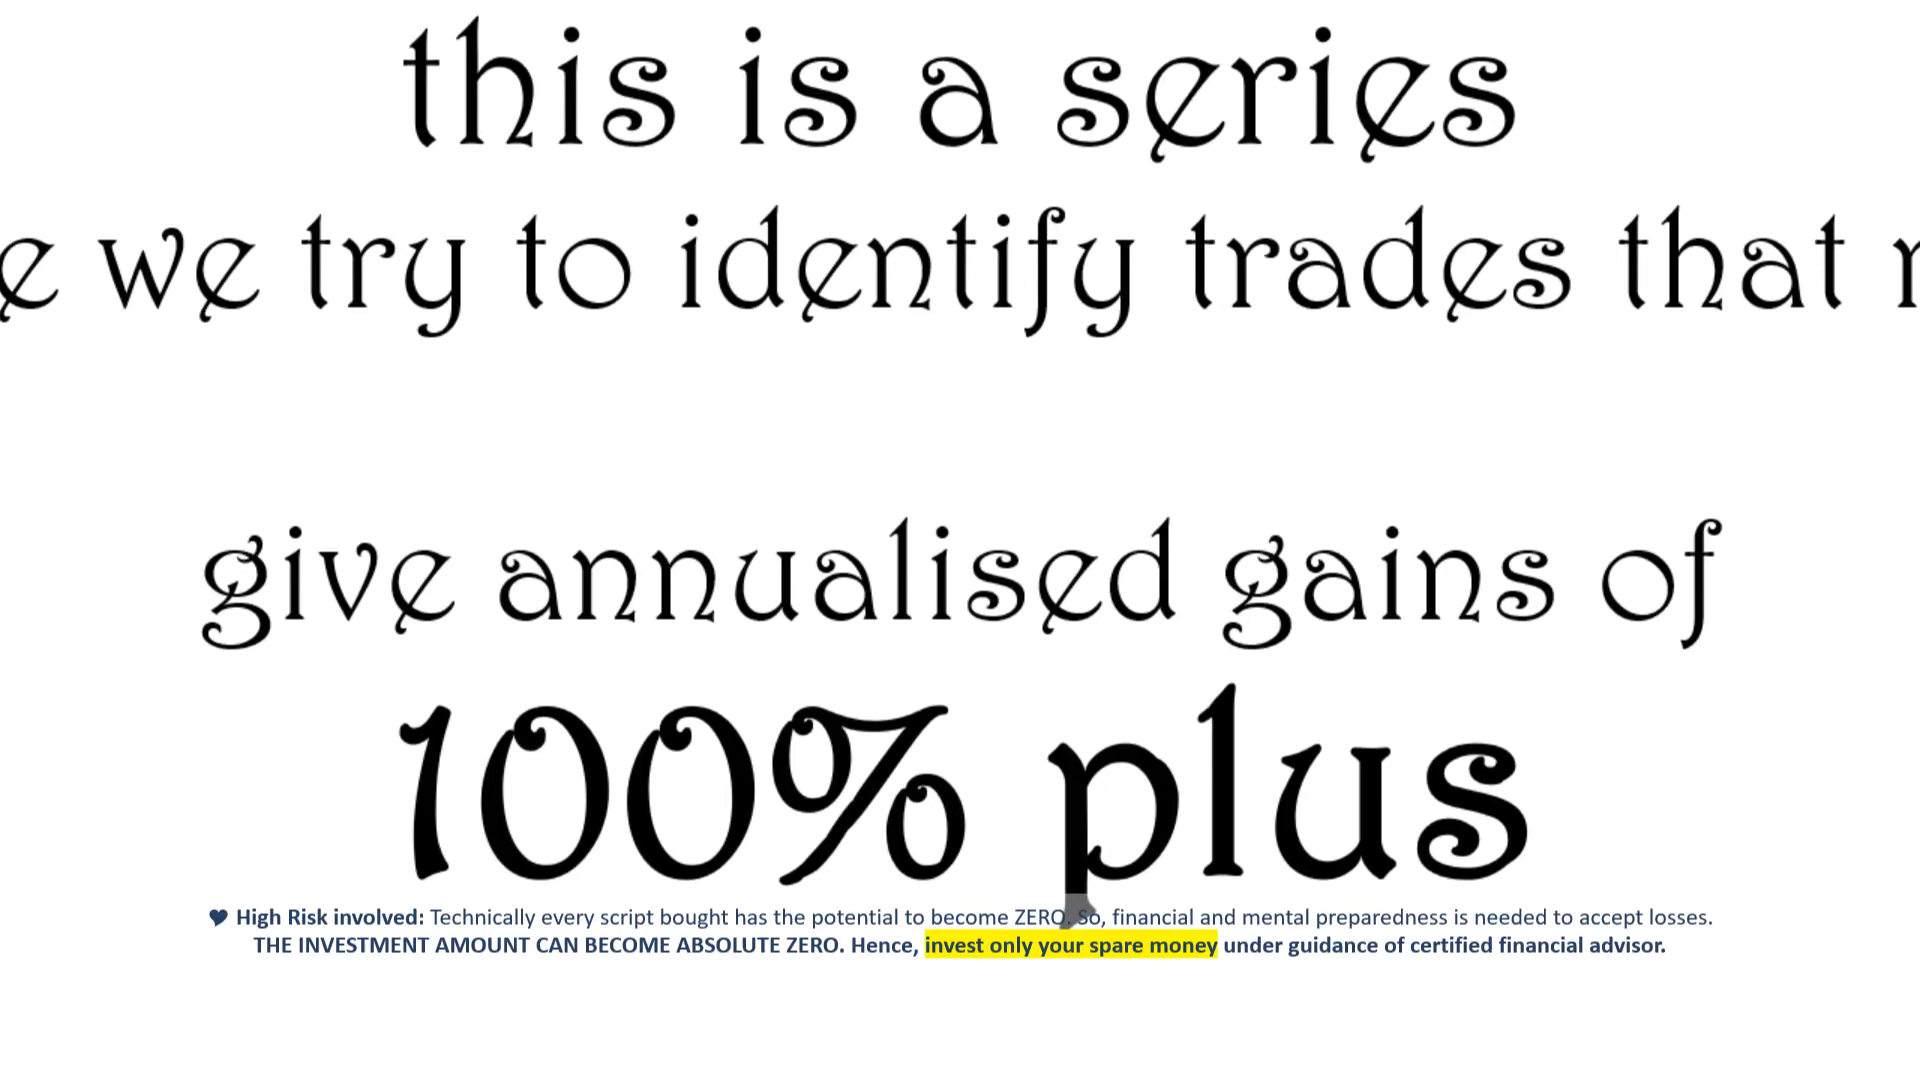 this is a series
we try to identify trades that
give annualised gains of
100% plus
♥ High Risk involved: Technically every script bought has the potential to become ZERO. So, financial and mental preparedness is needed to accept losses.
THE INVESTMENT AMOUNT CAN BECOME ABSOLUTE ZERO. Hence, invest only your spare money under guidance of certified financial advisor.